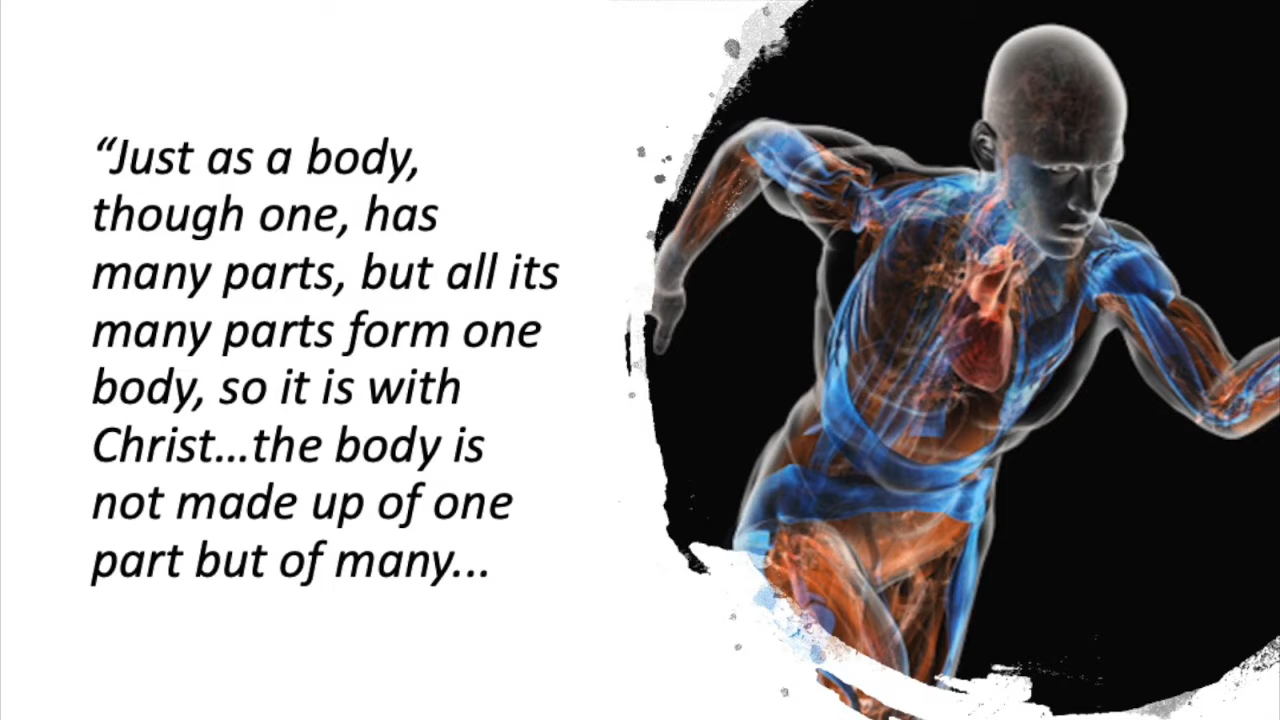 “Just as a body,
though one, has
many parts, but all its
many parts form one
body, so it is with
Christ...the body is
not made up of one
part but of many...